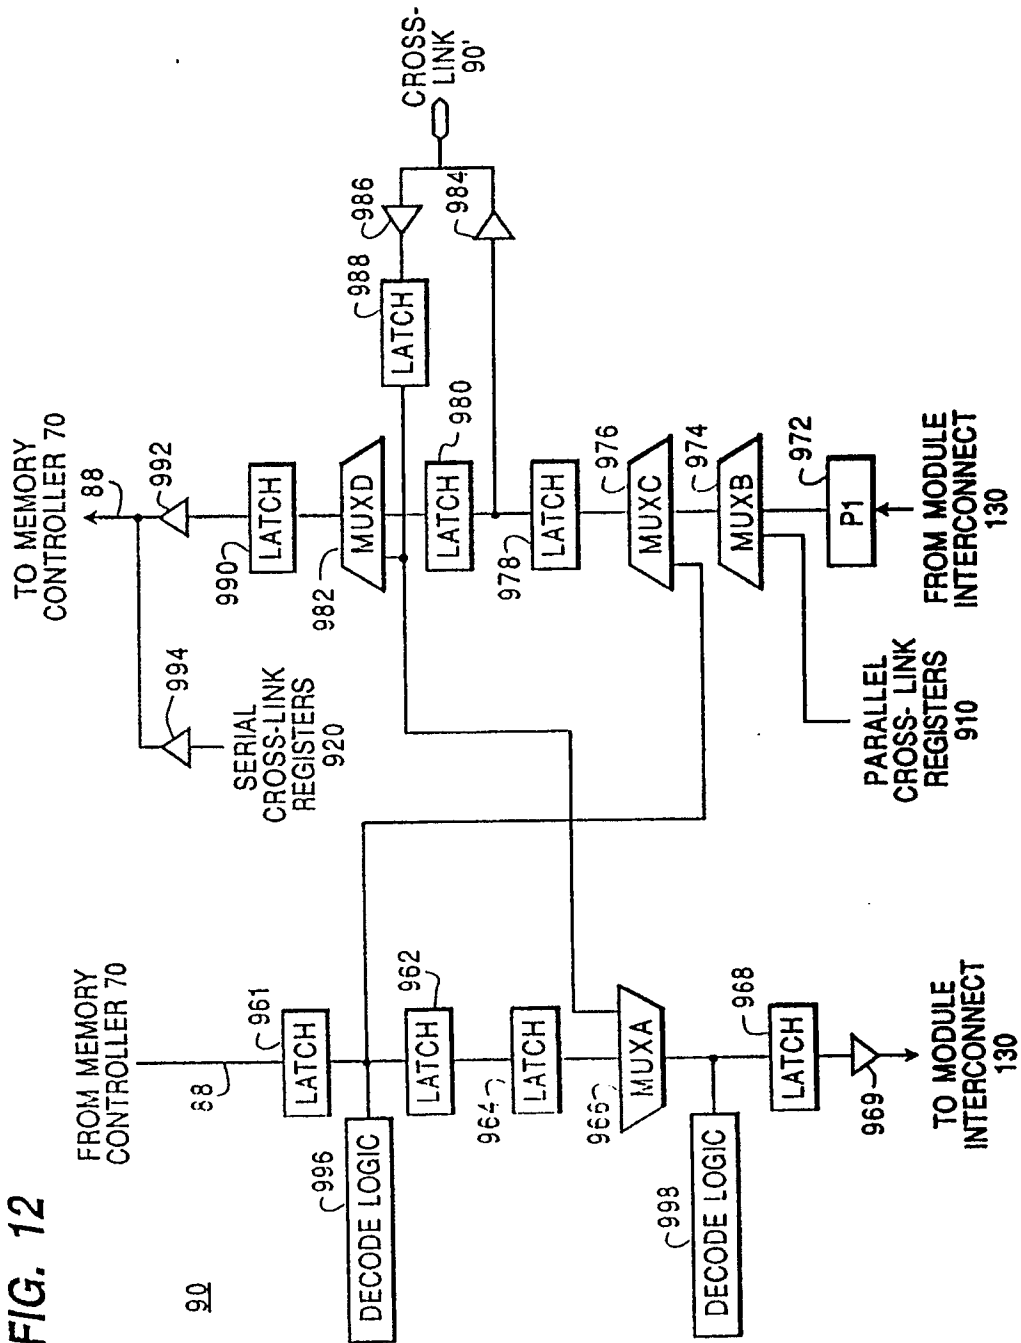 FIG. 12
90
FROM MEMORY
CONTROLLER 70
88
LATCH
961
DECODE LOGIC
996
LATCH
962
LATCH
964
MUXA
966
DECODE LOGIC
998
LATCH
968
969
TO MODULE
INTERCONNECT
130
TO MEMORY
CONTROLLER 70
88
992
994
SERIAL
CROSS-LINK
REGISTERS
920
LATCH
990
MUXD
982
LATCH
980
LATCH
988
986
984
CROSS-
LINK
90'
LATCH
978
MUXC
976
MUXB
974
P1
972
PARALLEL
CROSS- LINK
REGISTERS
910
FROM MODULE
INTERCONNECT
130